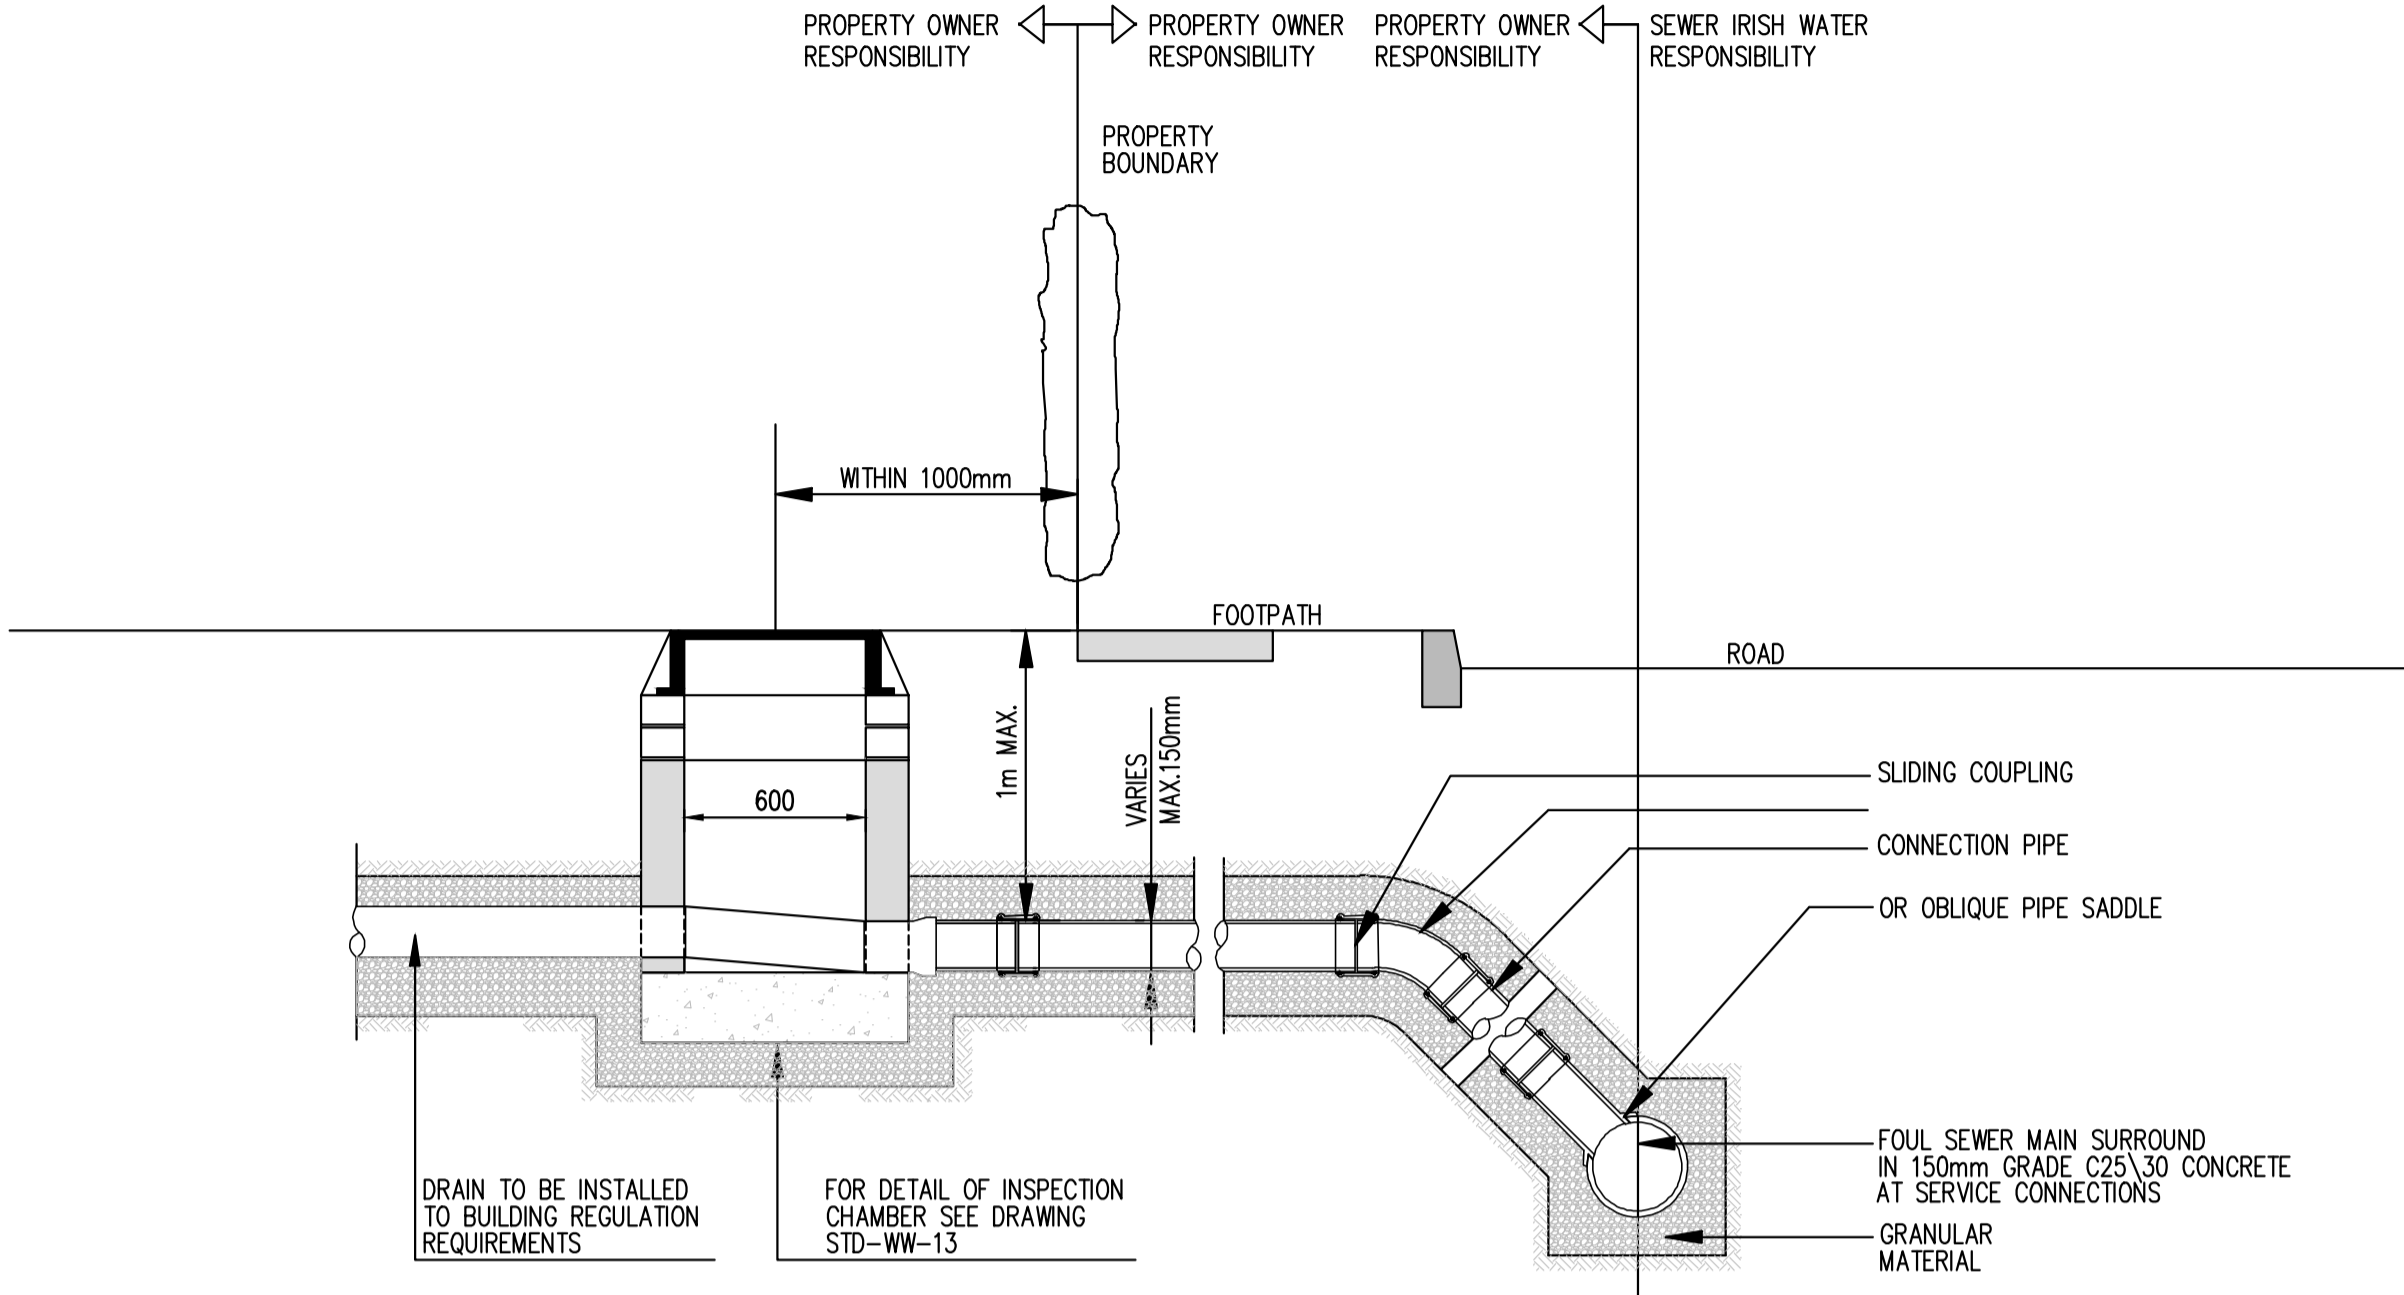 PROPERTY OWNER
RESPONSIBILITY
PROPERTY OWNER
RESPONSIBILITY
PROPERTY OWNER
RESPONSIBILITY
SEWER IRISH WATER
RESPONSIBILITY
PROPERTY
BOUNDARY
WITHIN 1000mm
FOOTPATH
ROAD
1m MAX.
VARIES
MAX.150mm
600
SLIDING COUPLING
CONNECTION PIPE
OR OBLIQUE PIPE SADDLE
FOUL SEWER MAIN SURROUND
IN 150mm GRADE C25\30 CONCRETE
AT SERVICE CONNECTIONS
GRANULAR
MATERIAL
DRAIN TO BE INSTALLED
TO BUILDING REGULATION
REQUIREMENTS
FOR DETAIL OF INSPECTION
CHAMBER SEE DRAWING
STD-WW-13